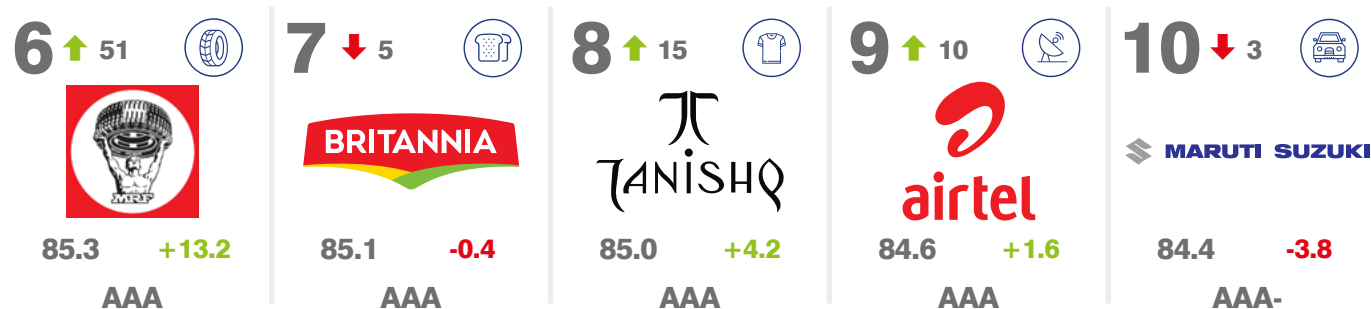 6 51
MRF
85.3 +13.2
AAA
7 5
BRITANNIA
85.1 -0.4
AAA
8 15
TANISHQ
85.0 +4.2
AAA
9 10
airtel
84.6 +1.6
AAA
10 3
MARUTI SUZUKI
84.4 -3.8
AAA-